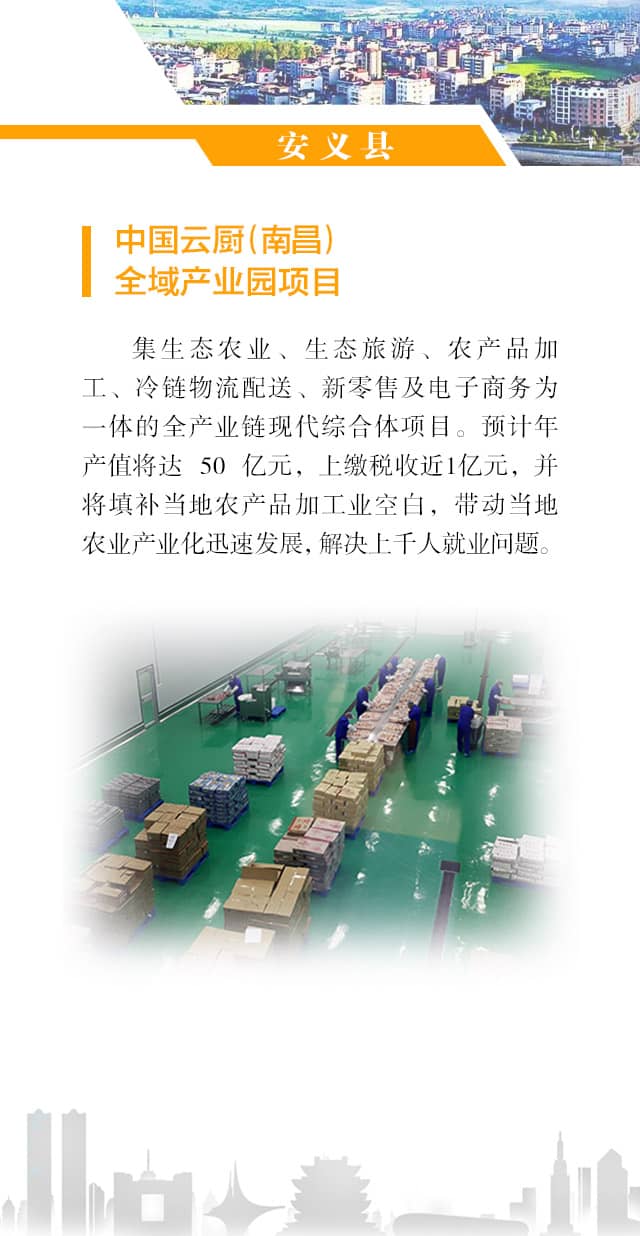 安义县
中国云厨(南昌)
全域产业园项目
集生态农业、生态旅游、农产品加
工、冷链物流配送、新零售及电子商务为
一体的全产业链现代综合体项目。预计年
产值将达 50 亿元，上缴税收近1亿元，并
将填补当地农产品加工业空白，带动当地
农业产业化迅速发展，解决上千人就业问题。